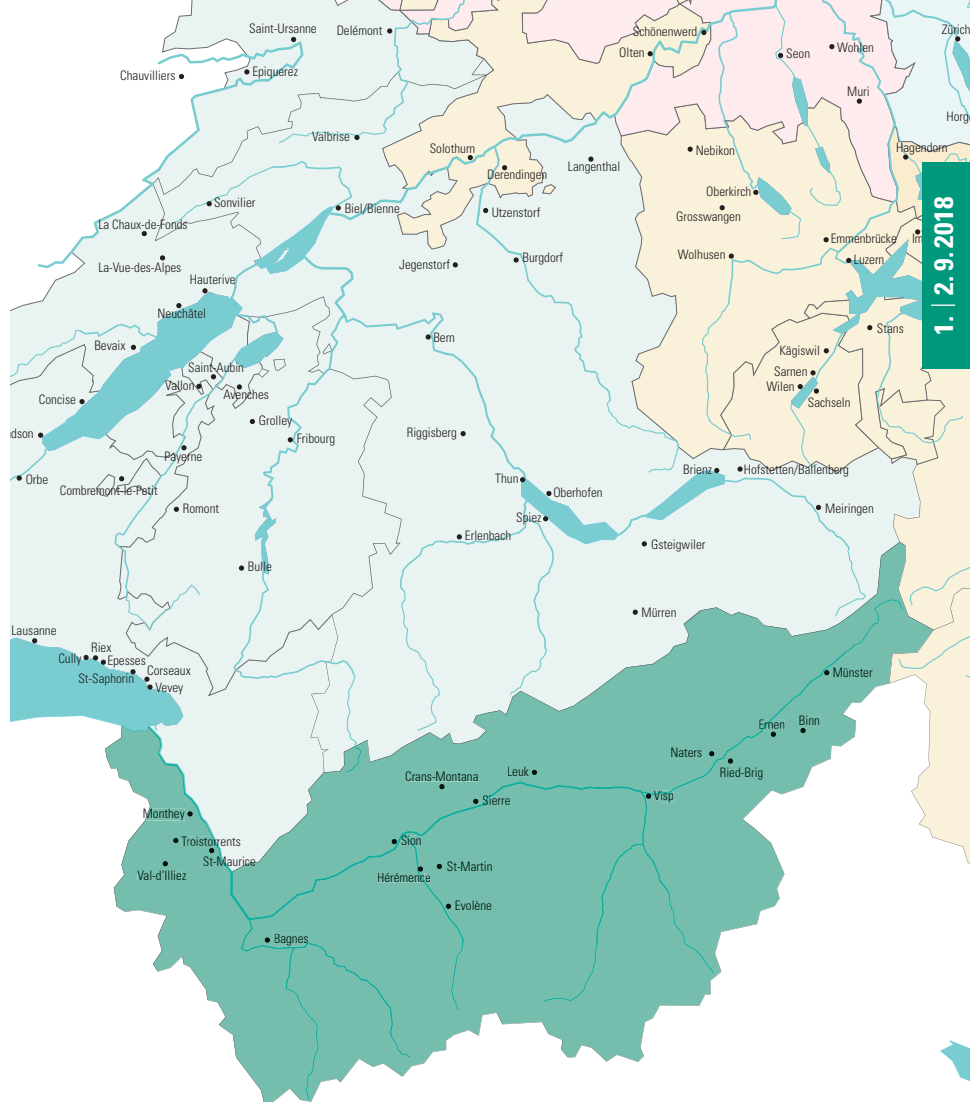 Saint-Ursanne
Delémont
Schönenwerd
Zürich
Olten
Seon
Wohlen
Chauvilliers
Epiquerez
Muri
Horge
Valbrise
Solothurn
Derendingen
Langenthal
Nebikon
Hagendorn
Oberkirch
Grosswangen
Sonvilier
Biel/Bienne
Utzenstorf
La Chaux-de-Fonds
Emmenbrücke
Im
1. | 2. 9. 2018
La-Vue-des-Alpes
Jegenstorf
Burgdorf
Wolhusen
Luzern
Hauterive
Neuchâtel
Stans
Bevaix
Bern
Kägiswil
Saint-Aubin
Sarnen
Vallon
Avenches
Wilen
Sachseln
Concise
Grolley
dson
Fribourg
Riggisberg
Payerne
Brienz
Hofstetten/Ballenberg
Orbe
Combremont-le-Petit
Thun
Oberhofen
Romont
Spiez
Meiringen
Erlenbach
Gsteigwiler
Bulle
Mürren
Lausanne
Riex
Cully
Epesses
St-Saphorin
Corseaux
Vevey
Münster
Ernen
Binn
Naters
Ried-Brig
Crans-Montana
Leuk
Sierre
Visp
Monthey
Troistorrents
Sion
St-Maurice
Val-d'Illiez
Hérémence
St-Martin
Evolène
Bagnes